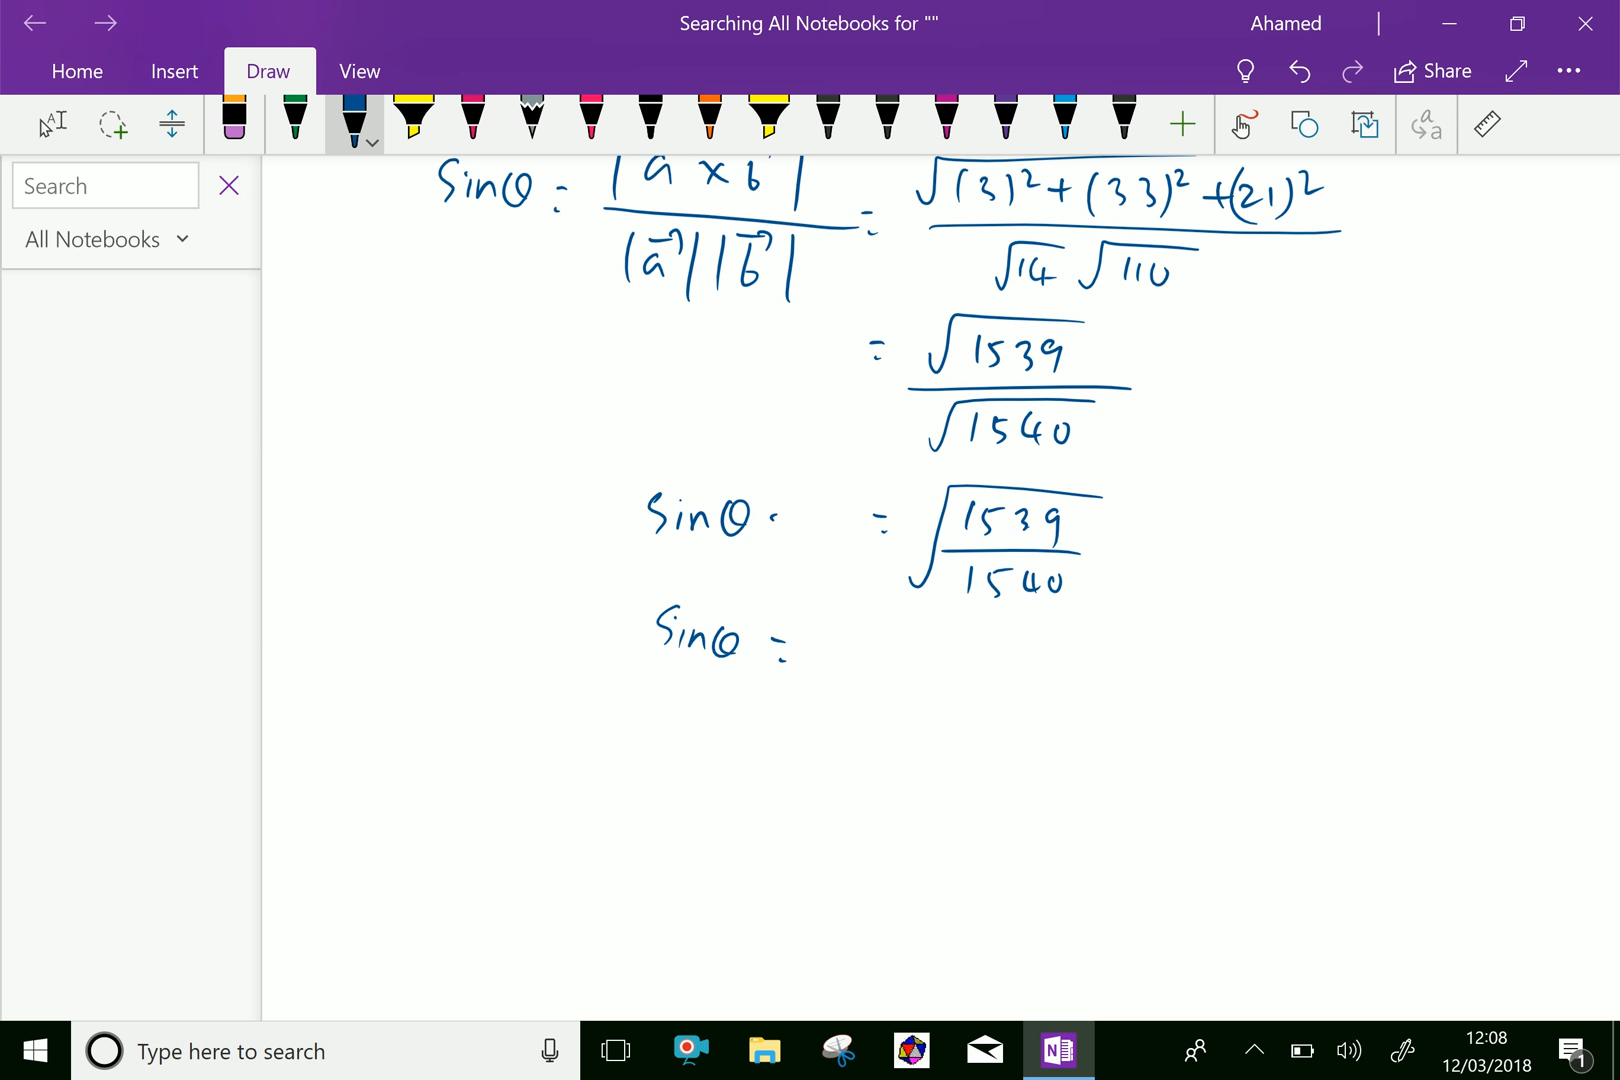 Searching All Notebooks for ""
Ahamed
Home Insert Draw View
Share
Search
All Notebooks
Sinθ = |a × b| / |a⃗||b⃗| = √(3)² + (33)² + (21)² / √14 √110
= √1539 / √1540
Sinθ . = √1539/1540
Sinθ =
Type here to search
12:08
12/03/2018
1